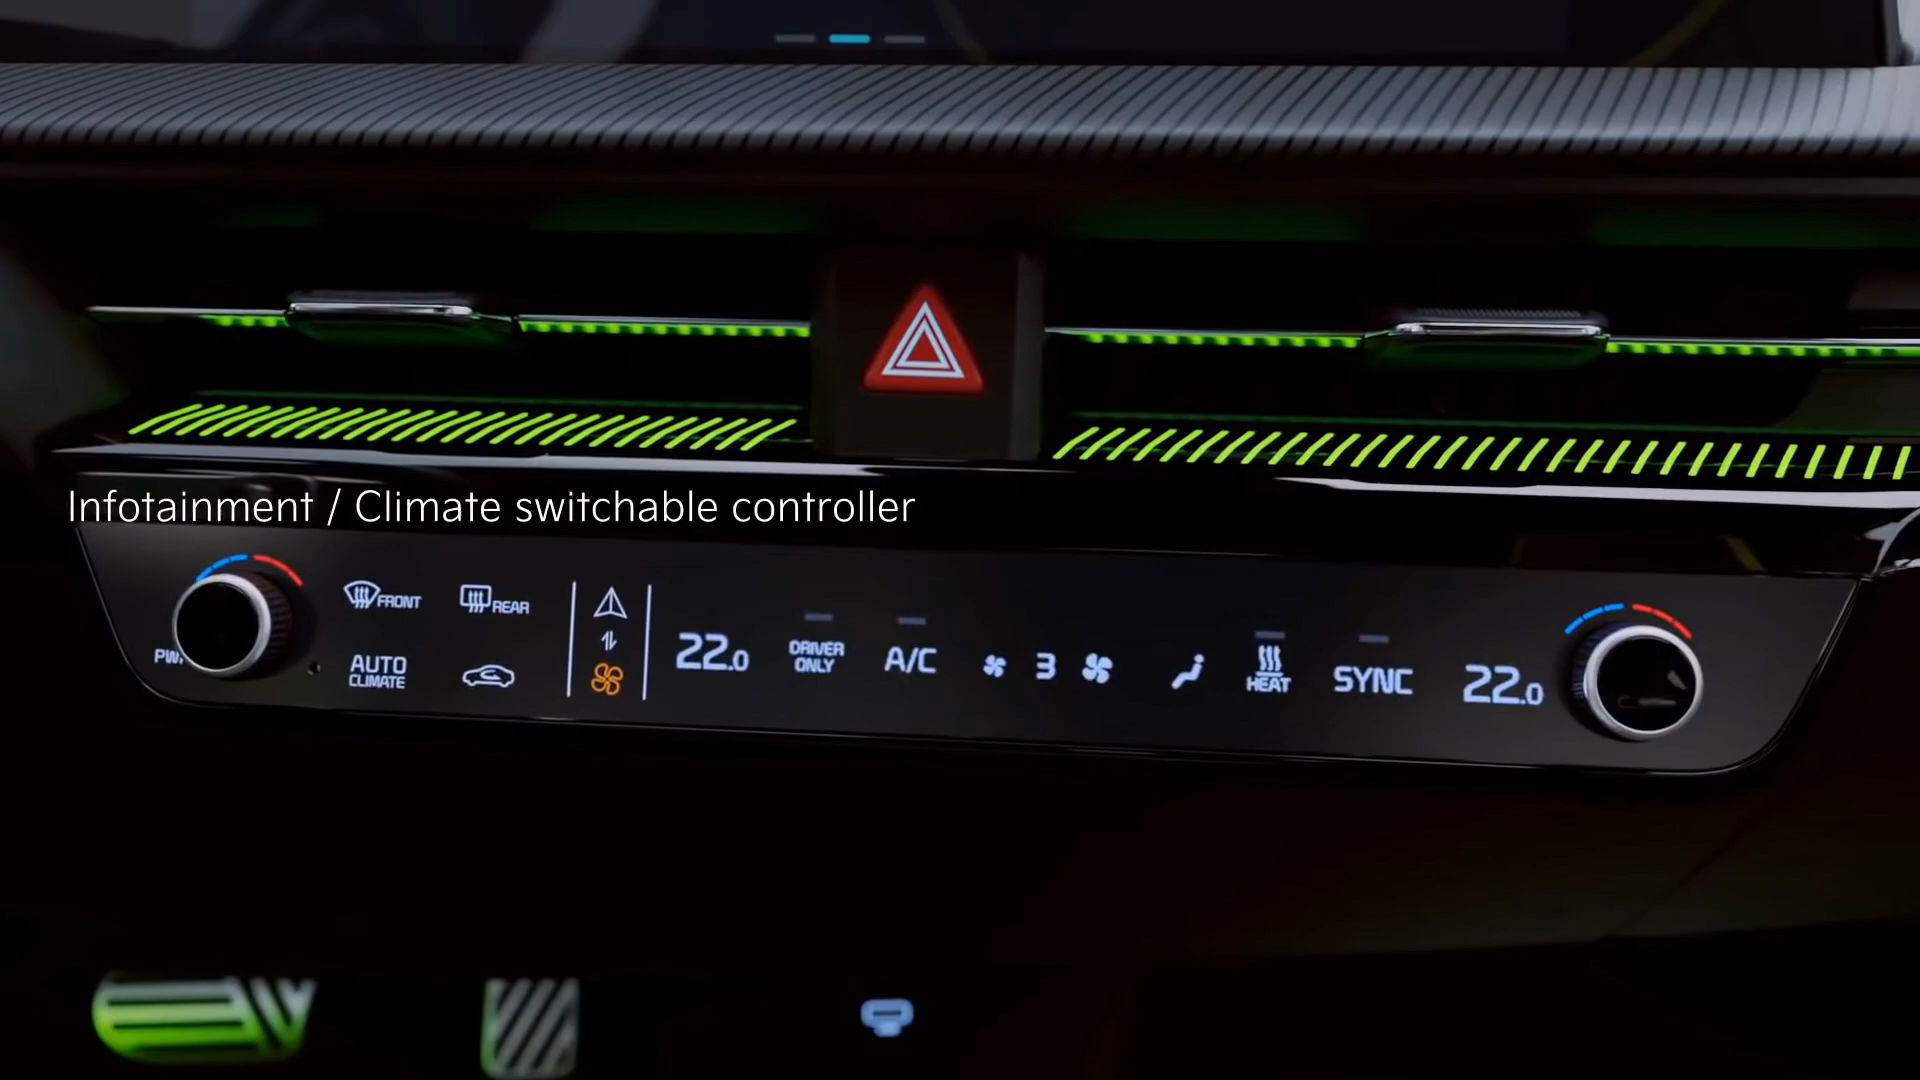 Infotainment / Climate switchable controller
FRONT
REAR
AUTO
CLIMATE
22.0
DRIVER
ONLY
A/C
3
HEAT
SYNC
22.0